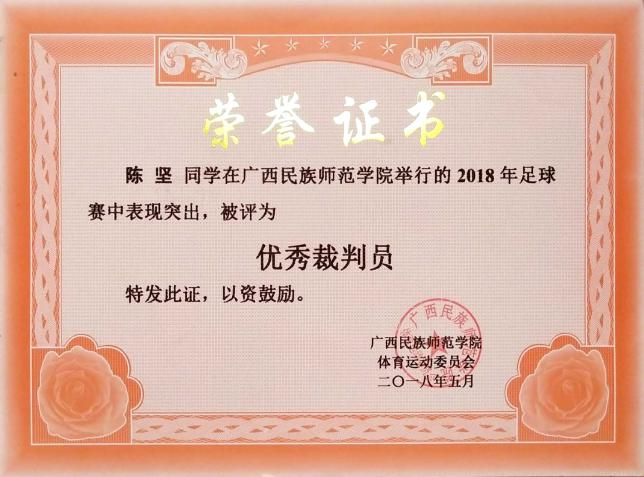 荣誉证书
陈 坚 同学在广西民族师范学院举行的 2018 年足球
赛中表现突出，被评为
优秀裁判员
特发此证，以资鼓励。
广西民族师范学院
体育运动委员会
二〇一八年五月